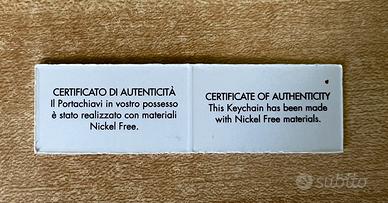 CERTIFICATO DI AUTENTICITÀ
Il Portachiavi in vostro possesso
è stato realizzato con materiali
Nickel Free.
CERTIFICATE OF AUTHENTICITY
This Keychain has been made
with Nickel Free materials.
subito